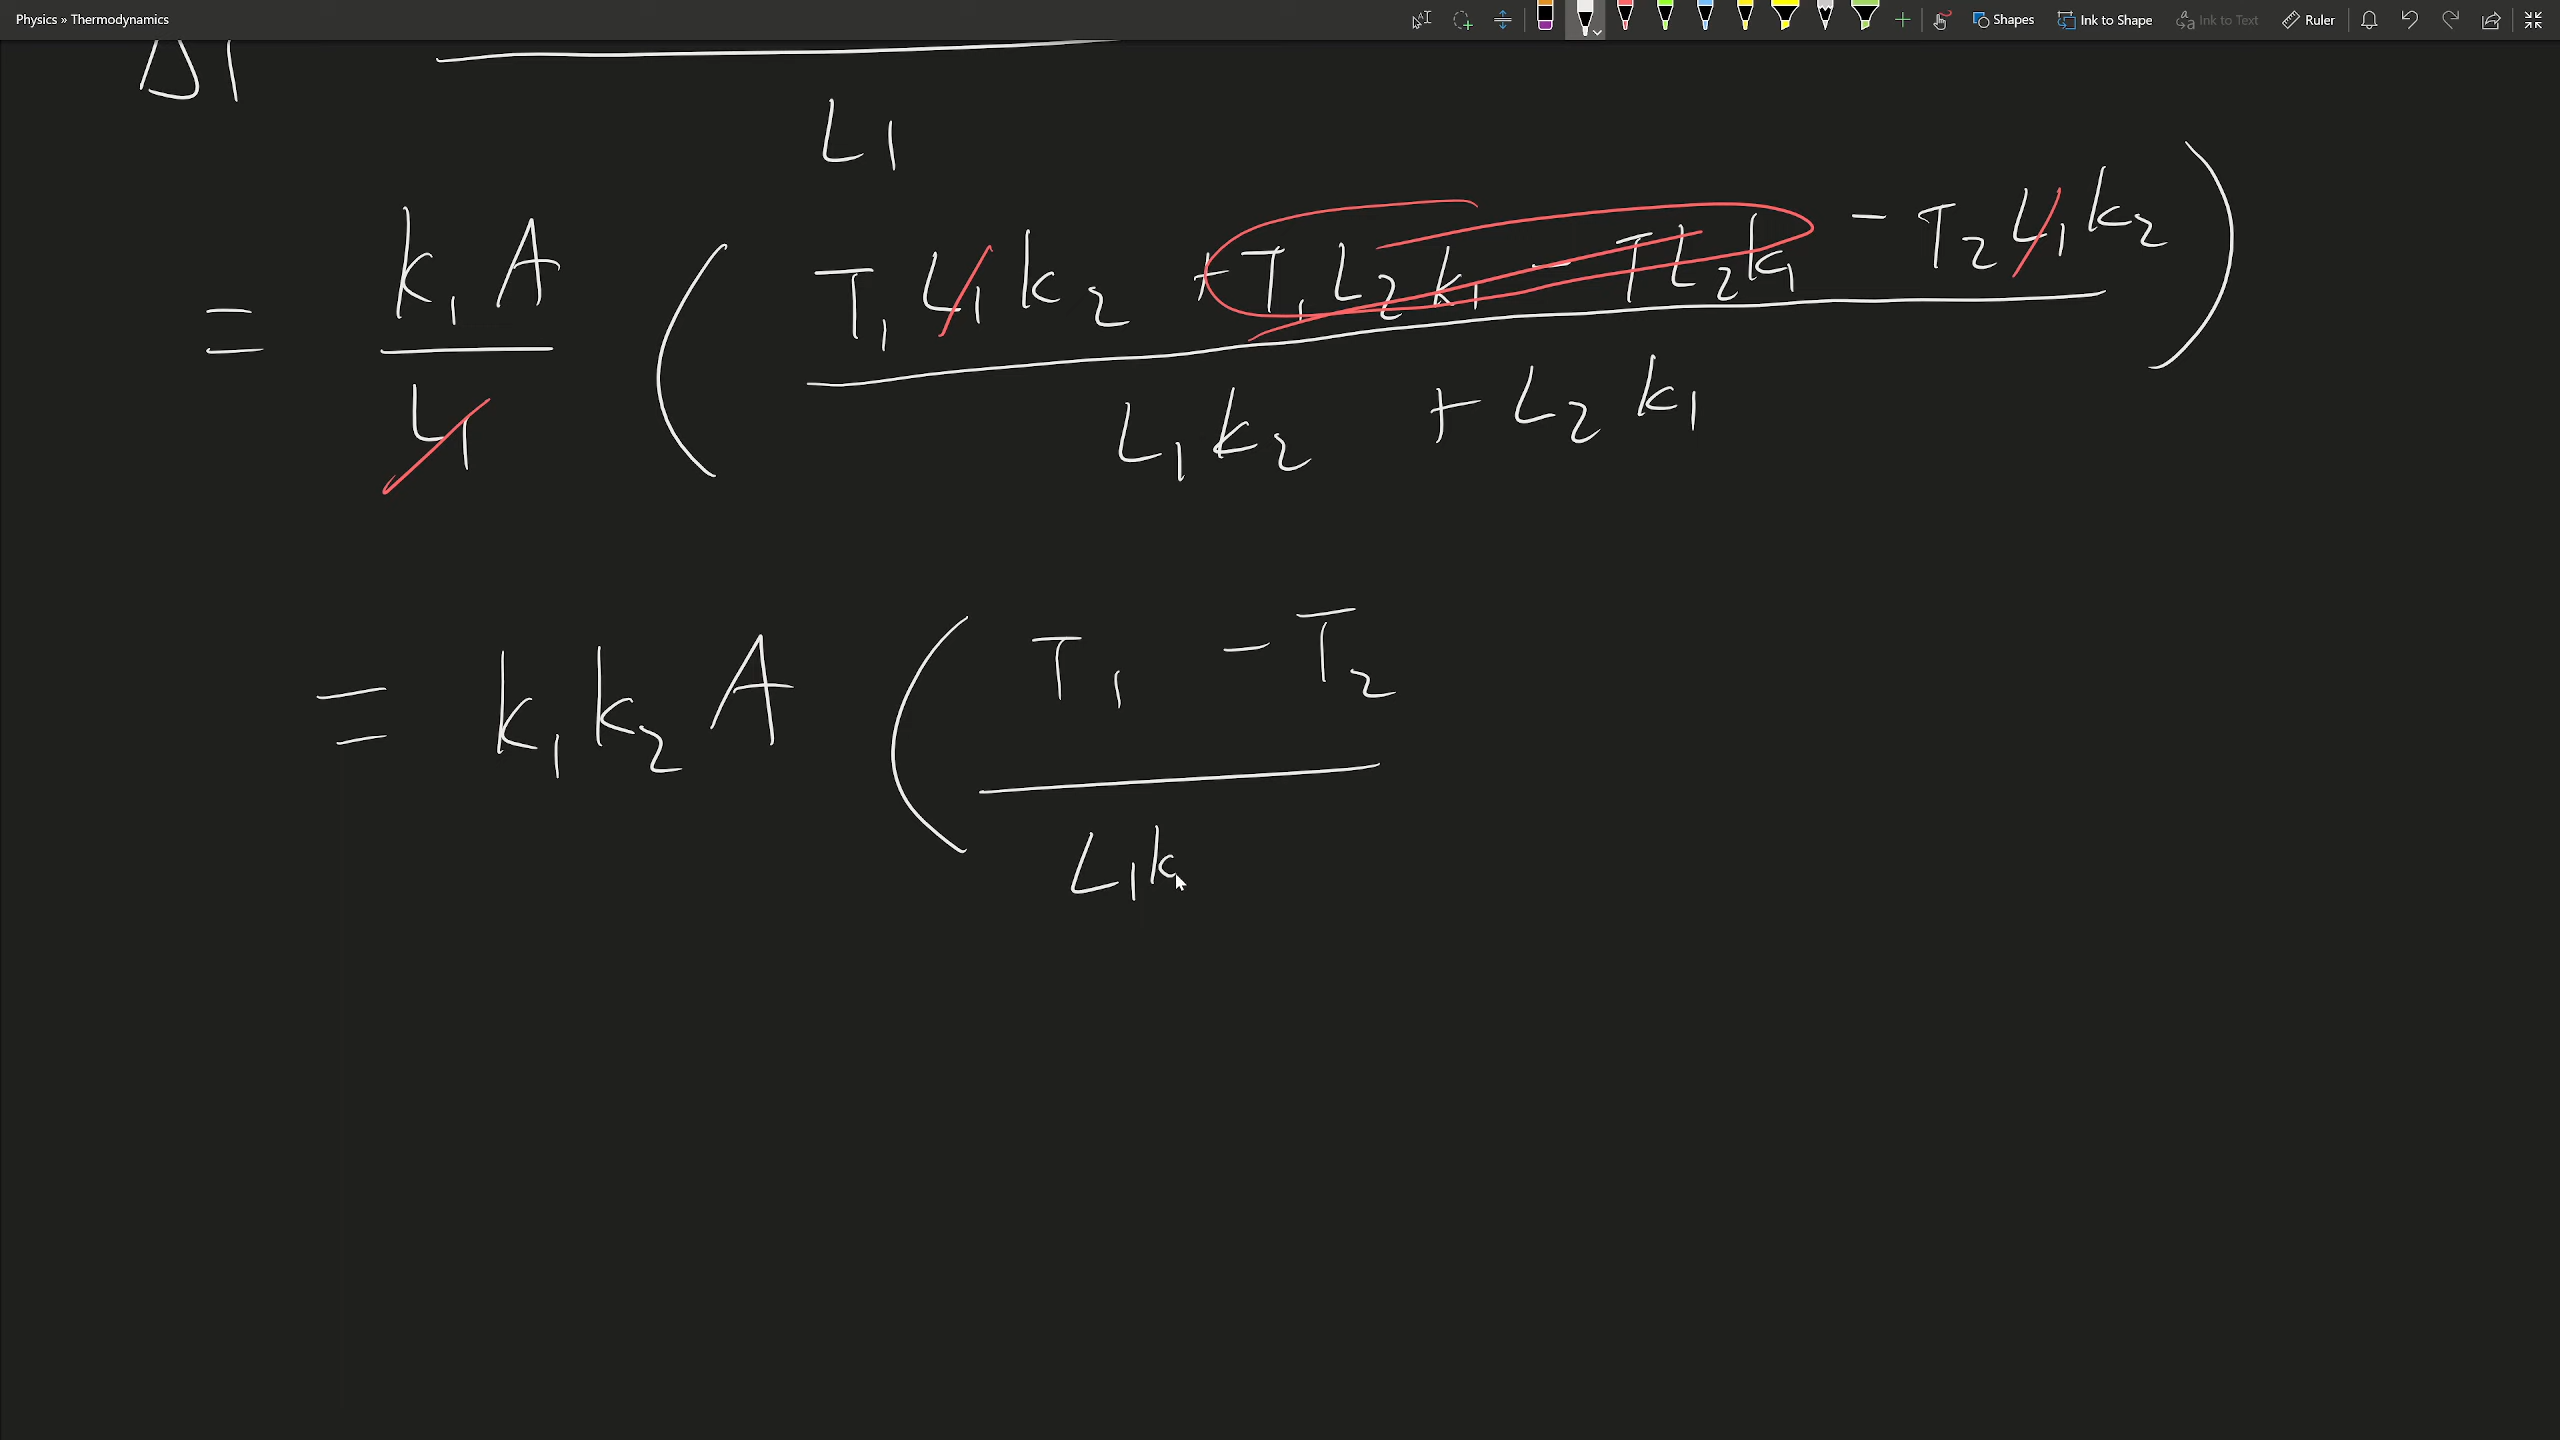 Physics » Thermodynamics
Shapes Ink to Shape Ink to Text Ruler
L₁
= k₁A / L₁ ( T₁L₁k₂ + T₁L₂k₁ - TL₂k₁ - T₂L₁k₂ / L₁k₂ + L₂k₁ )
= k₁k₂A ( T₁ - T₂ / L₁k